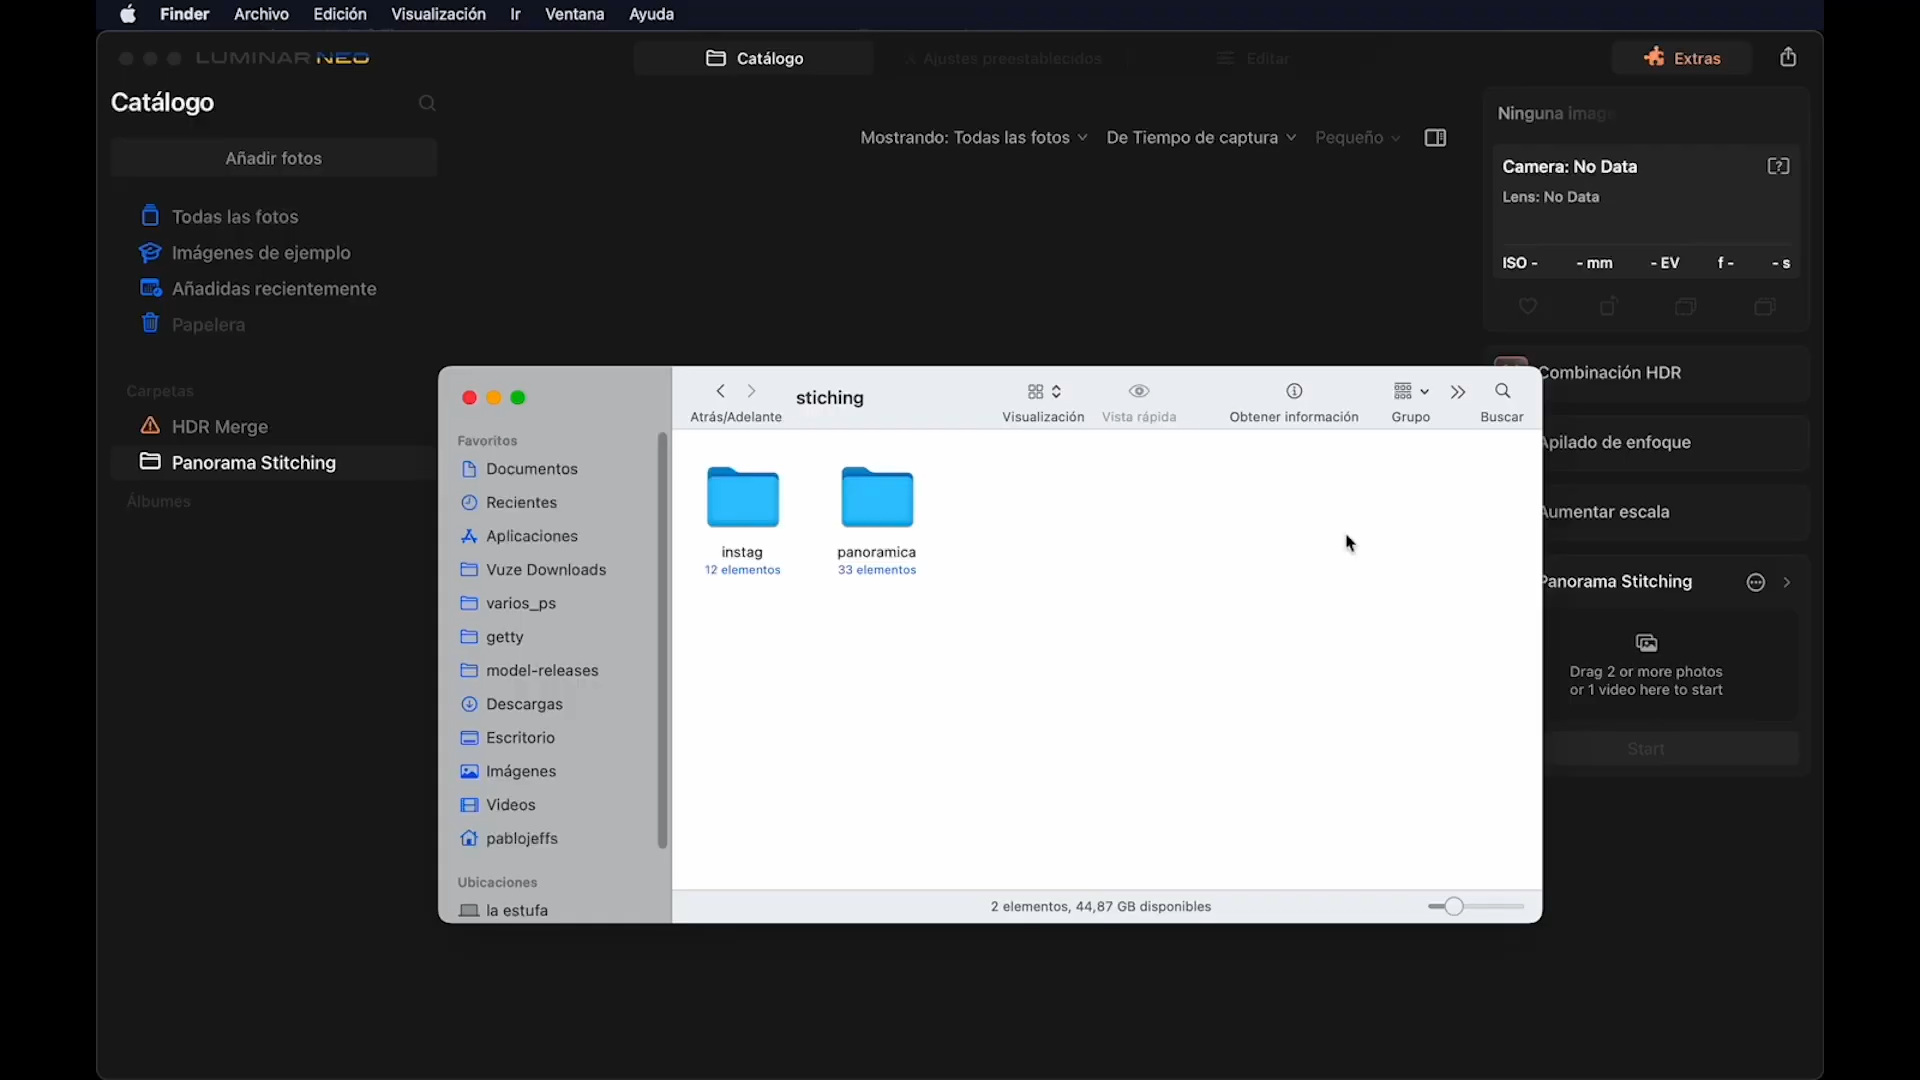 Finder Archivo Edición Visualización Ir Ventana Ayuda
LUMINAR NEO
Catálogo
Ajustes preestablecidos
Editar
Extras
Catálogo
Añadir fotos
Todas las fotos
Imágenes de ejemplo
Añadidas recientemente
Papelera
Carpetas
HDR Merge
Panorama Stitching
Álbumes
Mostrando: Todas las fotos
De Tiempo de captura
Pequeño
Ninguna imag
Camera: No Data
Lens: No Data
ISO - - mm - EV f - - s
Combinación HDR
Apilado de enfoque
Aumentar escala
Panorama Stitching
Drag 2 or more photos
or 1 video here to start
Start
Atrás/Adelante
stiching
Visualización
Vista rápida
Obtener información
Grupo
Buscar
Favoritos
Documentos
Recientes
Aplicaciones
Vuze Downloads
varios_ps
getty
model-releases
Descargas
Escritorio
Imágenes
Videos
pablojeffs
Ubicaciones
la estufa
instag
12 elementos
panoramica
33 elementos
2 elementos, 44,87 GB disponibles